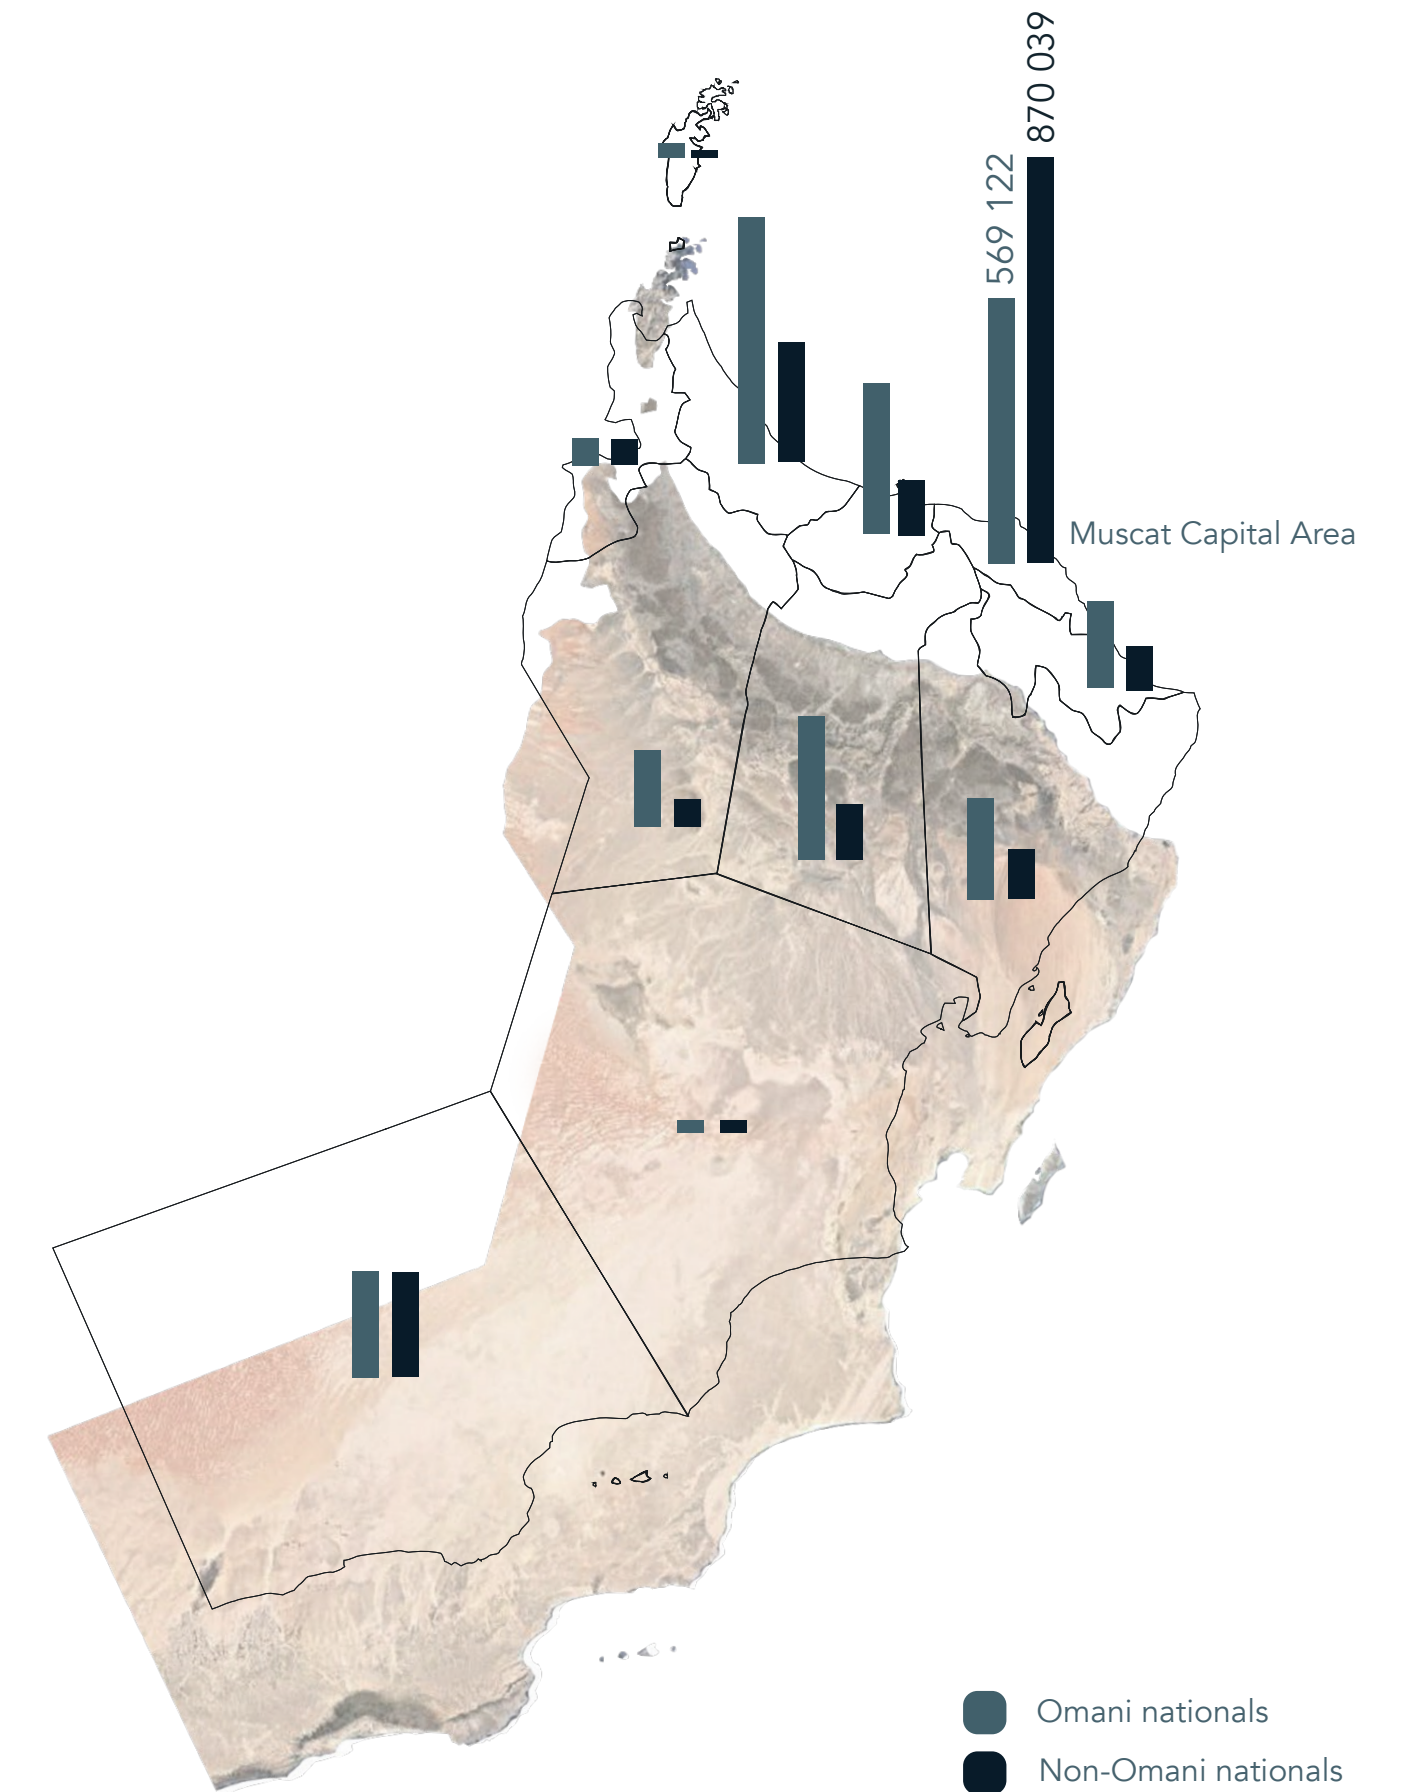 870 039
569 122
Muscat Capital Area
Omani nationals
Non-Omani nationals